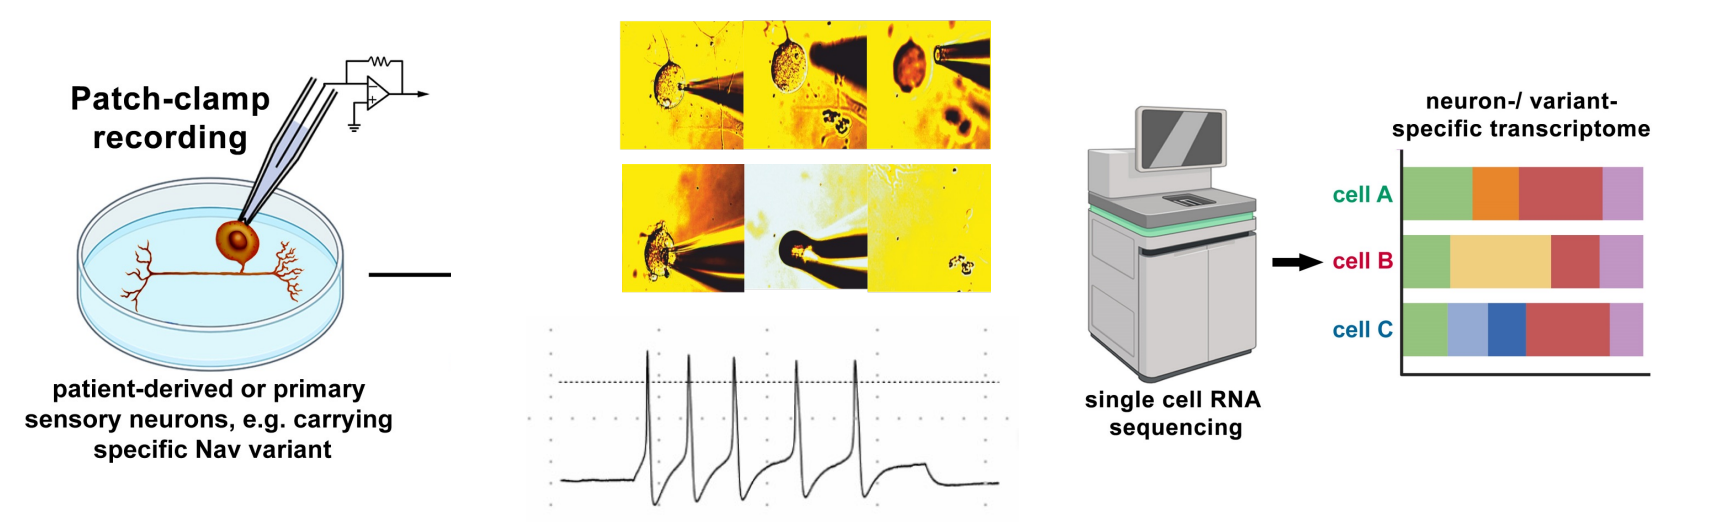 Patch-clamp
recording
patient-derived or primary
sensory neurons, e.g. carrying
specific Nav variant
single cell RNA
sequencing
neuron-/ variant-
specific transcriptome
cell A
cell B
cell C